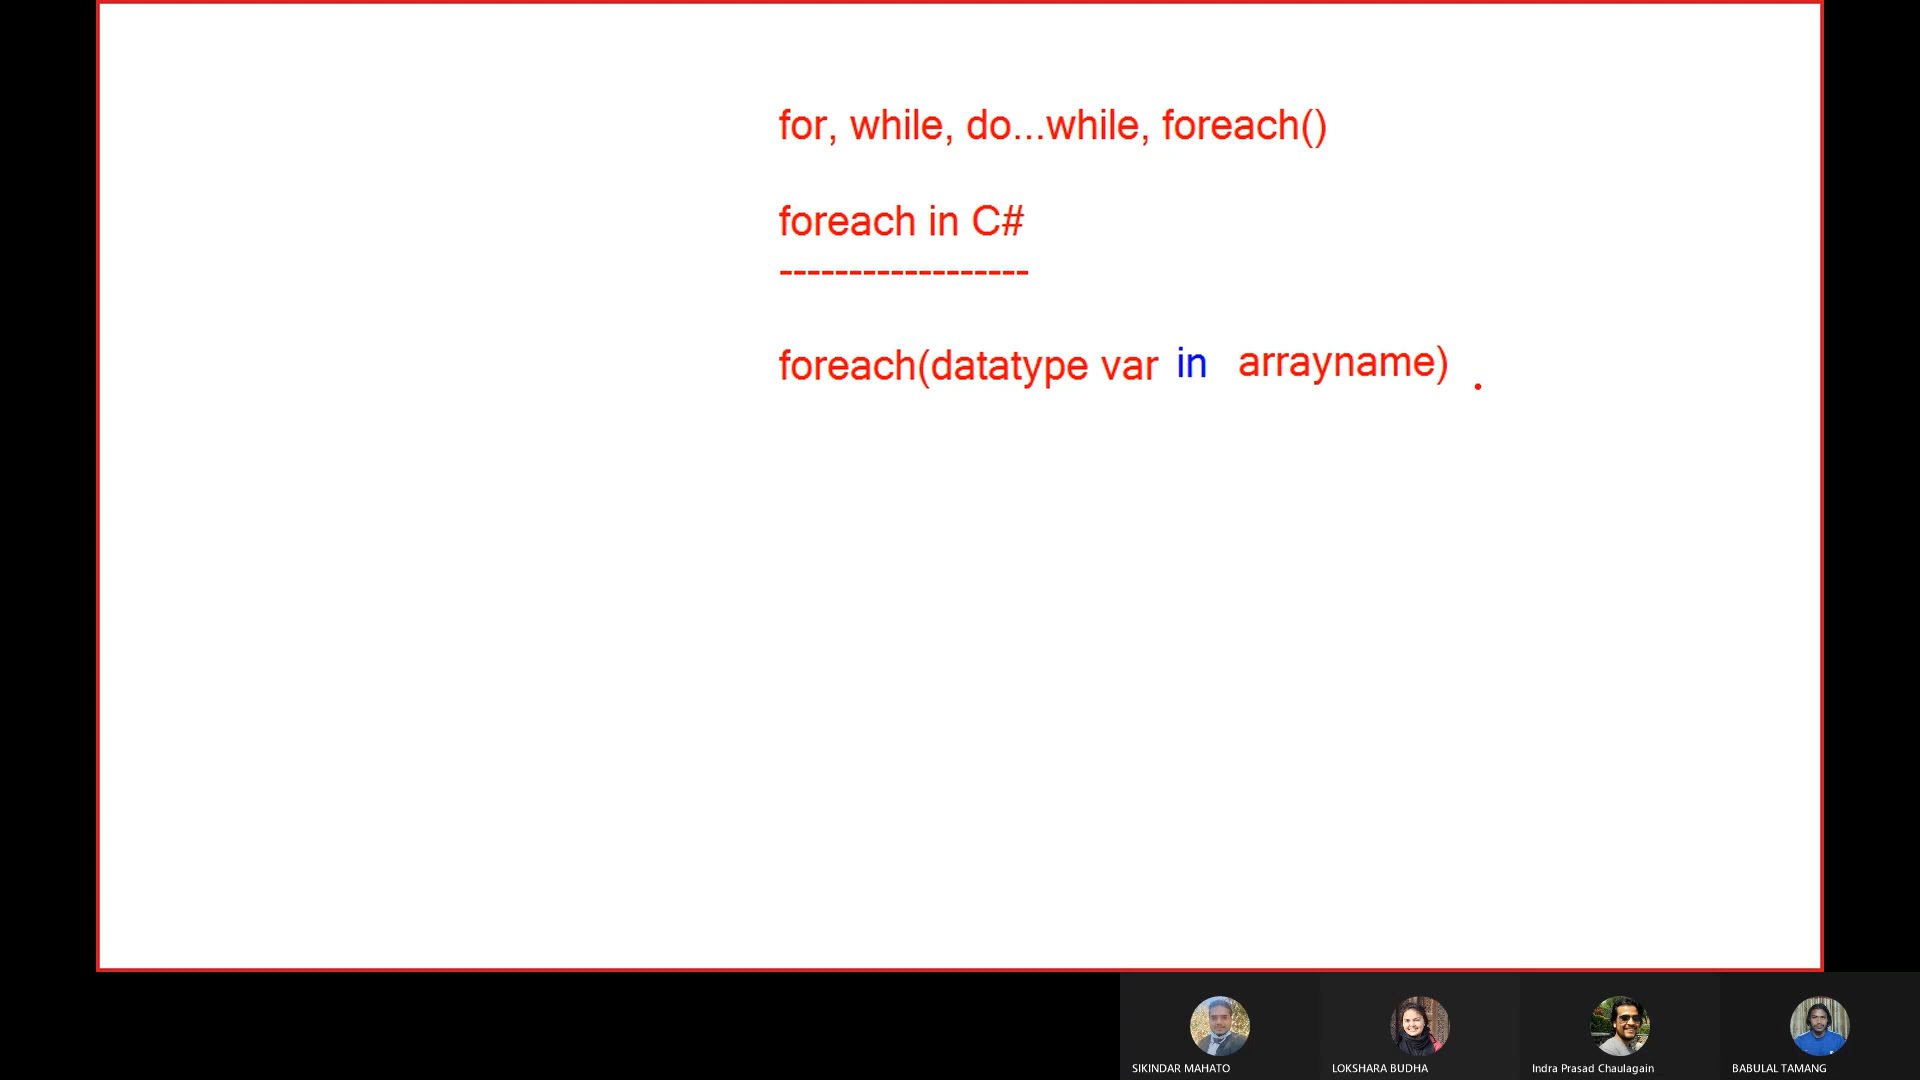 for, while, do...while, foreach()
foreach in C#
------------------
foreach(datatype var in arrayname)
SIKINDAR MAHATO
LOKSHARA BUDHA
Indra Prasad Chaulagain
BABULAL TAMANG